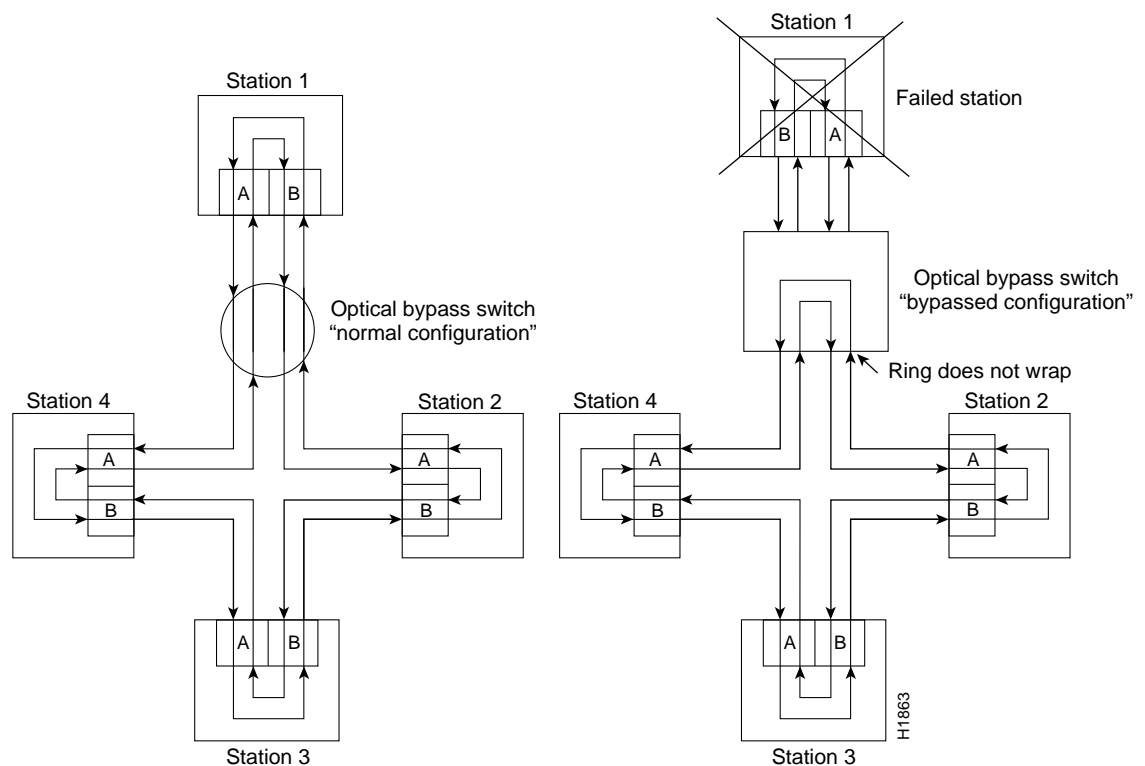 Station 1
A B
Optical bypass switch
“normal configuration”
Station 4
A
B
Station 2
A
B
A B
Station 3
Station 1
Failed station
B A
Optical bypass switch
“bypassed configuration”
Ring does not wrap
Station 4
A
B
Station 2
A
B
A B
Station 3
H1863